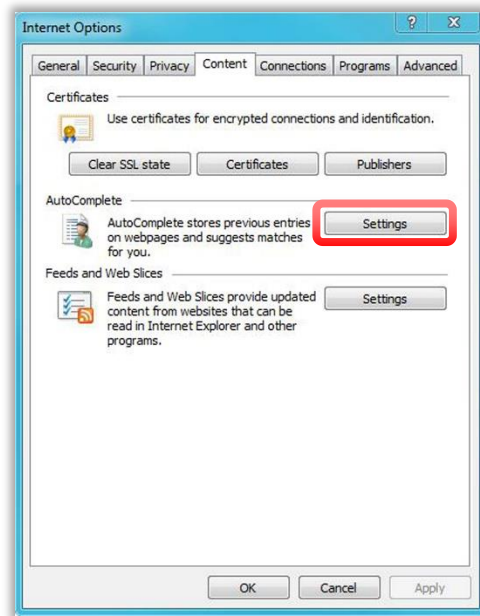 Internet Options
General Security Privacy Content Connections Programs Advanced
Certificates
Use certificates for encrypted connections and identification.
Clear SSL state Certificates Publishers
AutoComplete
AutoComplete stores previous entries
on webpages and suggests matches
for you.
Settings
Feeds and Web Slices
Feeds and Web Slices provide updated
content from websites that can be
read in Internet Explorer and other
programs.
Settings
OK Cancel Apply